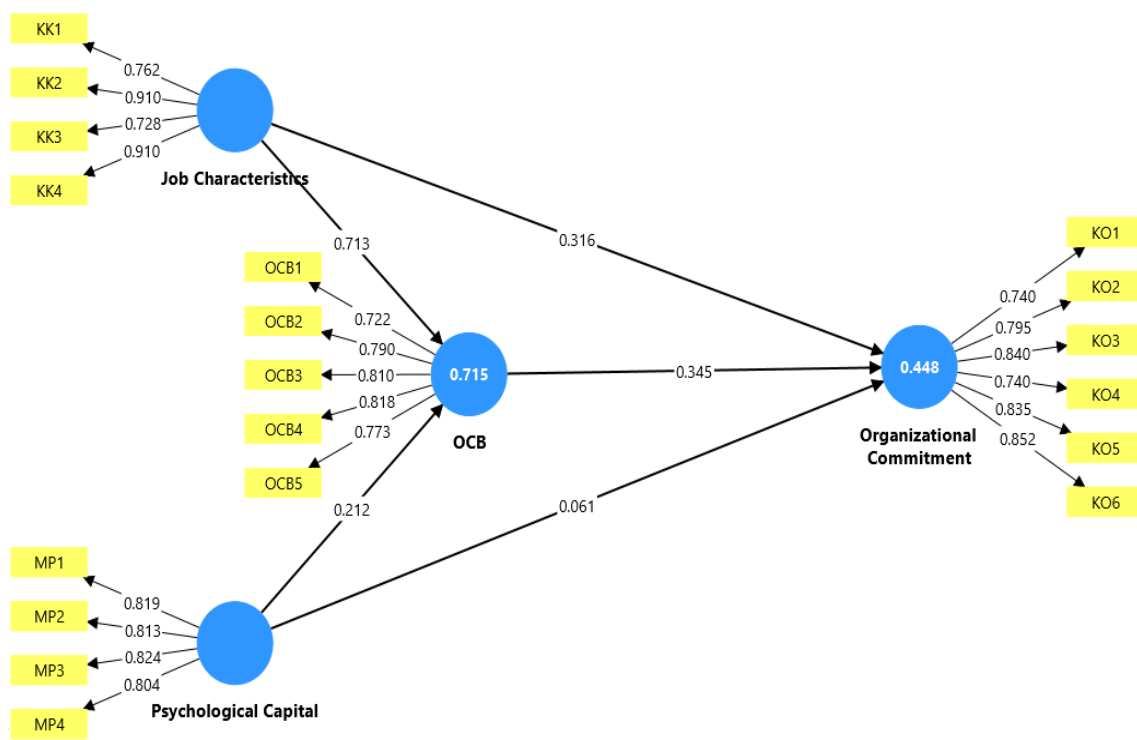 KK1
0.762
KK2
0.910
KK3
0.728
KK4
0.910
Job Characteristics
0.713
0.316
OCB1
0.722
OCB2
0.790
OCB3
0.810
OCB4
0.818
OCB5
0.773
0.715
OCB
0.345
0.448
Organizational
Commitment
KO1
0.740
KO2
0.795
KO3
0.840
KO4
0.740
KO5
0.835
KO6
0.852
0.212
0.061
MP1
0.819
MP2
0.813
MP3
0.824
MP4
0.804
Psychological Capital